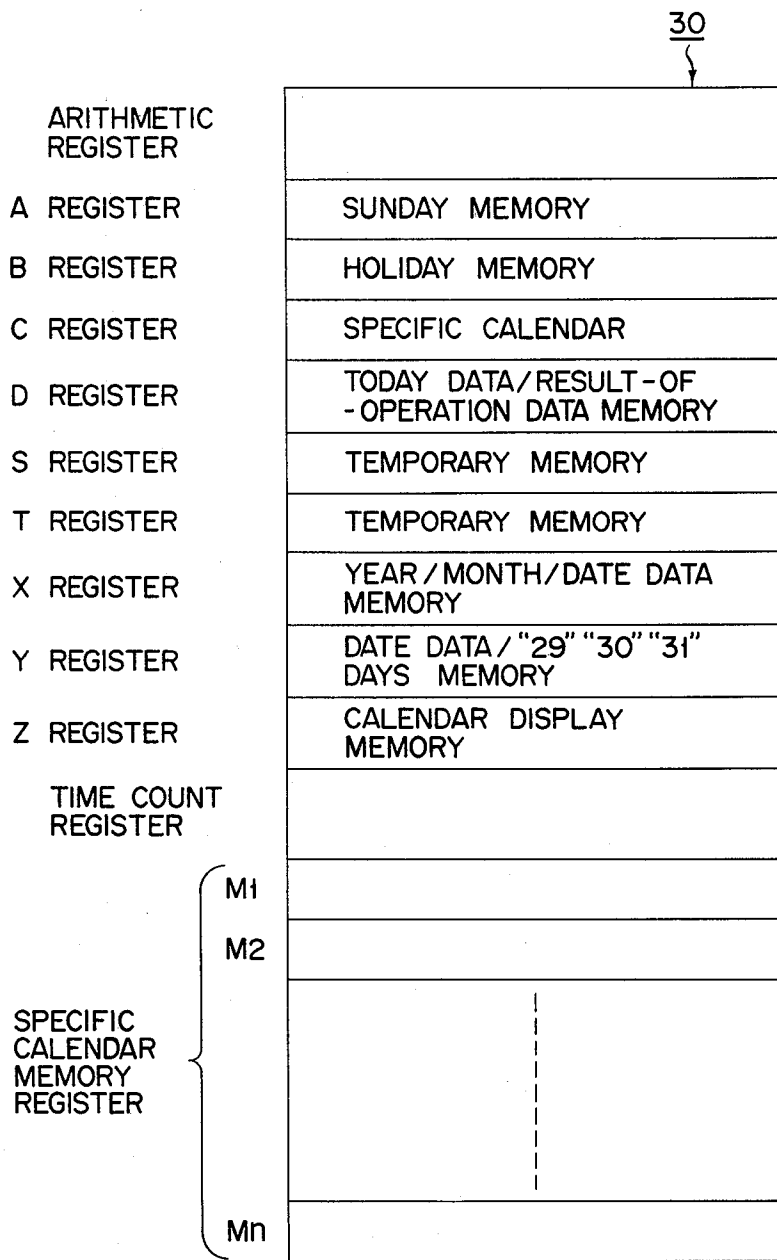 30
ARITHMETIC
REGISTER
A REGISTER
SUNDAY MEMORY
B REGISTER
HOLIDAY MEMORY
C REGISTER
SPECIFIC CALENDAR
D REGISTER
TODAY DATA/RESULT-OF
-OPERATION DATA MEMORY
S REGISTER
TEMPORARY MEMORY
T REGISTER
TEMPORARY MEMORY
X REGISTER
YEAR/MONTH/DATE DATA
MEMORY
Y REGISTER
DATE DATA/"29" "30" "31"
DAYS MEMORY
Z REGISTER
CALENDAR DISPLAY
MEMORY
TIME COUNT
REGISTER
M1
M2
SPECIFIC
CALENDAR
MEMORY
REGISTER
Mn